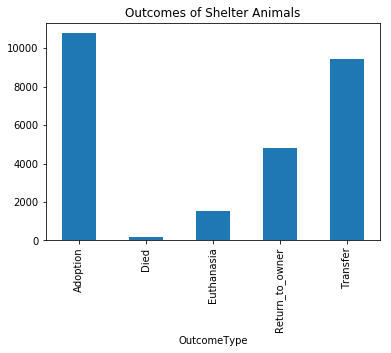 Outcomes of Shelter Animals
10000
8000
6000
4000
2000
0
Adoption
Died
Euthanasia
Return_to_owner
Transfer
OutcomeType